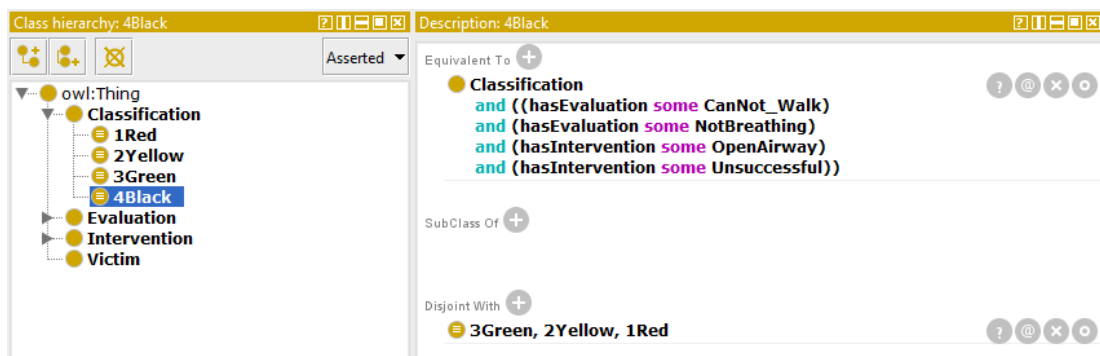 Class hierarchy: 4Black
Asserted
owl:Thing
Classification
1Red
2Yellow
3Green
4Black
Evaluation
Intervention
Victim
Description: 4Black
Equivalent To
Classification
and ((hasEvaluation some CanNot_Walk)
and (hasEvaluation some NotBreathing)
and (hasIntervention some OpenAirway)
and (hasIntervention some Unsuccessful))
SubClass Of
Disjoint With
3Green, 2Yellow, 1Red